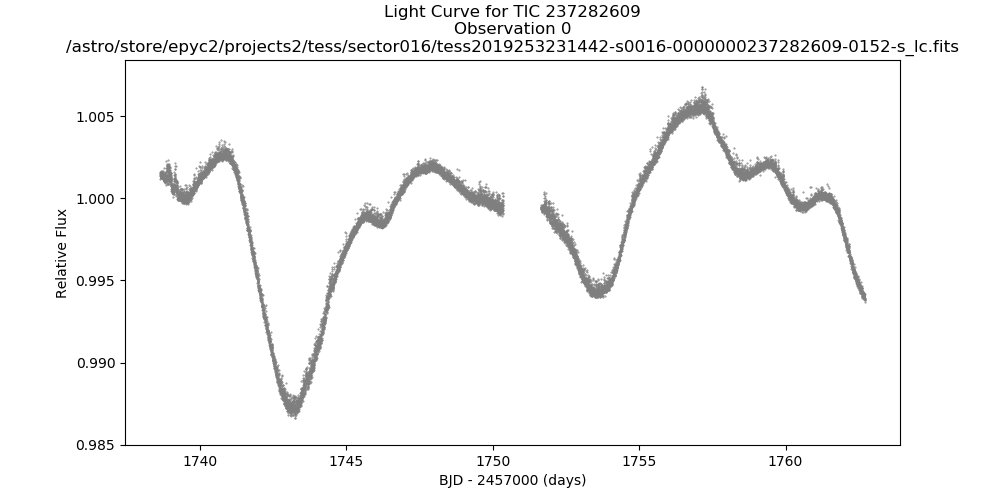 Light Curve for TIC 237282609
Observation 0
/astro/store/epyc2/projects2/tess/sector016/tess2019253231442-s0016-0000000237282609-0152-s_lc.fits
1.005
1.000
0.995
0.990
0.985
Relative Flux
1740
1745
1750
1755
1760
BJD - 2457000 (days)